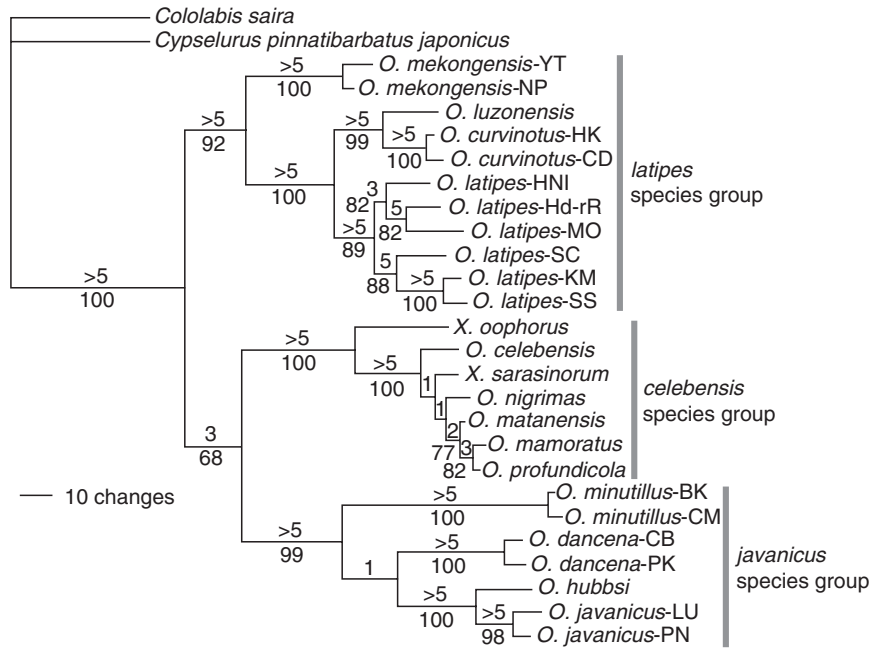 Cololabis saira
Cypselurus pinnatibarbatus japonicus
>5
100
O. mekongensis-YT
O. mekongensis-NP
>5
92
>5
99
O. luzonensis
>5
100
O. curvinotus-HK
O. curvinotus-CD
>5
100
3
82
O. latipes-HNI
5
82
O. latipes-Hd-rR
O. latipes-MO
>5
89
5
88
O. latipes-SC
>5
100
O. latipes-KM
O. latipes-SS
latipes
species group
>5
100
>5
100
X. oophorus
>5
100
O. celebensis
1
X. sarasinorum
1
O. nigrimas
2
77
O. matanensis
3
82
O. mamoratus
O. profundicola
celebensis
species group
3
68
10 changes
>5
99
>5
100
O. minutillus-BK
O. minutillus-CM
1
>5
100
O. dancena-CB
O. dancena-PK
>5
100
O. hubbsi
>5
98
O. javanicus-LU
O. javanicus-PN
javanicus
species group